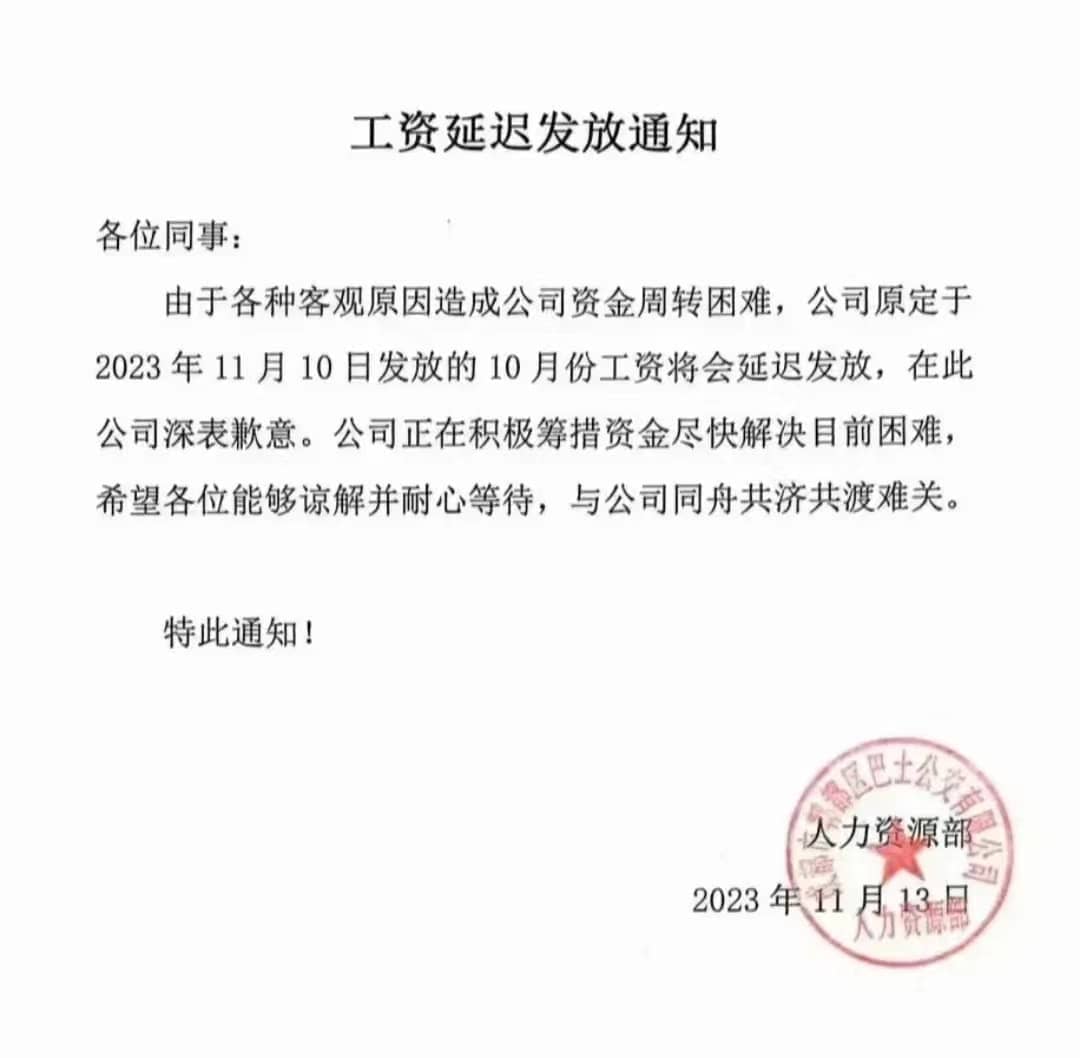 工资延迟发放通知
各位同事：
由于各种客观原因造成公司资金周转困难，公司原定于
2023 年 11 月 10 日发放的 10 月份工资将会延迟发放，在此
公司深表歉意。公司正在积极筹措资金尽快解决目前困难，
希望各位能够谅解并耐心等待，与公司同舟共济共渡难关。
特此通知！
人力资源部
2023 年 11 月 13 日
都区巴士公交有限公司
人力资源部